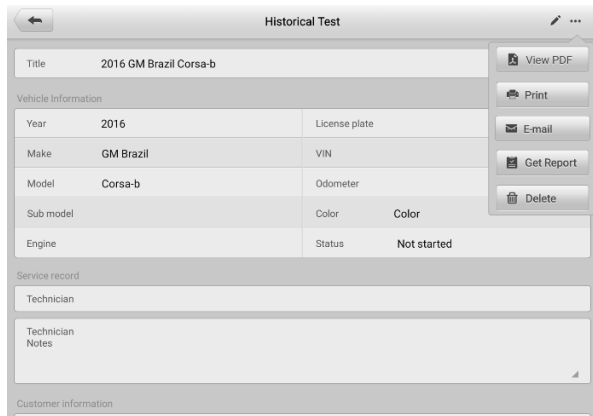 Historical Test
Title 2016 GM Brazil Corsa-b
View PDF
Print
E-mail
Get Report
Delete
Vehicle Information
Year 2016 License plate
Make GM Brazil VIN
Model Corsa-b Odometer
Sub model Color Color
Engine Status Not started
Service record
Technician
Technician
Notes
Customer information